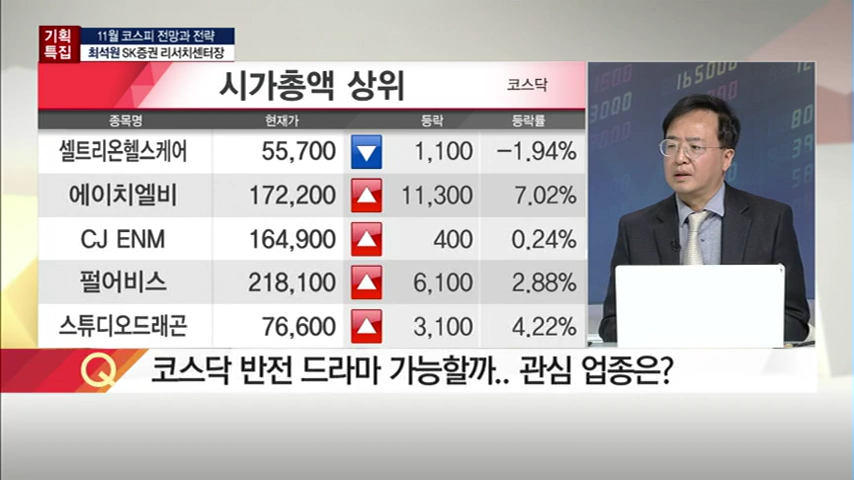 기획
특집
11월 코스피 전망과 전략
최석원 SK증권 리서치센터장
시가총액 상위 코스닥
종목명 현재가 등락 등락률
셀트리온헬스케어 55,700 ▼ 1,100 -1.94%
에이치엘비 172,200 ▲ 11,300 7.02%
CJ ENM 164,900 ▲ 400 0.24%
펄어비스 218,100 ▲ 6,100 2.88%
스튜디오드래곤 76,600 ▲ 3,100 4.22%
Q 코스닥 반전 드라마 가능할까.. 관심 업종은?
165000
3000
80